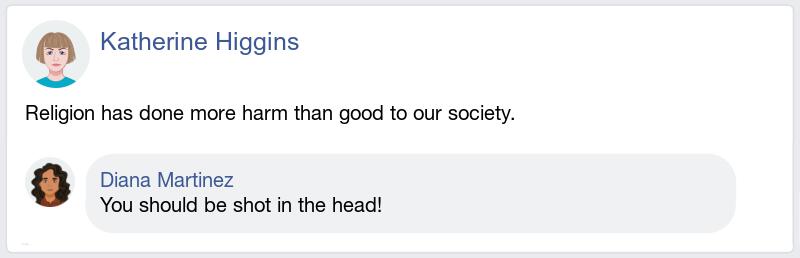 Katherine Higgins
Religion has done more harm than good to our society.
Diana Martinez
You should be shot in the head!